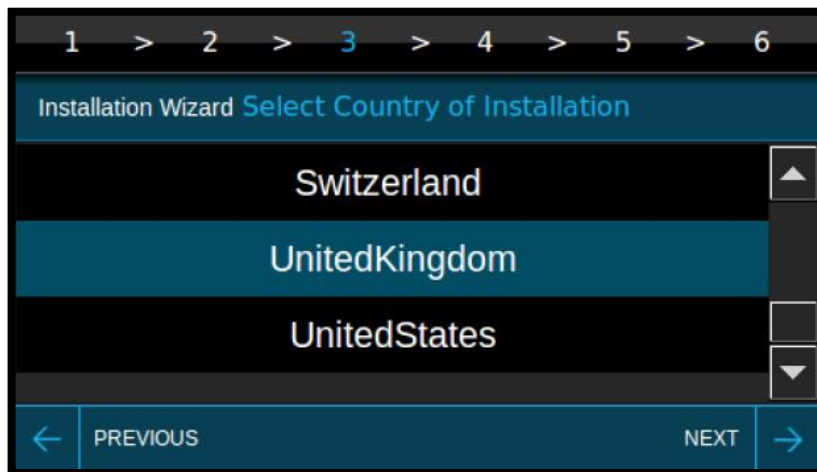 1 > 2 > 3 > 4 > 5 > 6
Installation Wizard Select Country of Installation
Switzerland
UnitedKingdom
UnitedStates
PREVIOUS NEXT